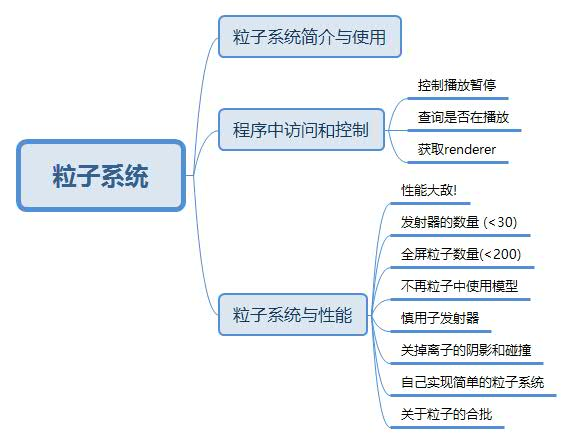 粒子系统
粒子系统简介与使用
程序中访问和控制
控制播放暂停
查询是否在播放
获取renderer
粒子系统与性能
性能大敌!
发射器的数量 (<30)
全屏粒子数量(<200)
不再粒子中使用模型
慎用子发射器
关掉离子的阴影和碰撞
自己实现简单的粒子系统
关于粒子的合批